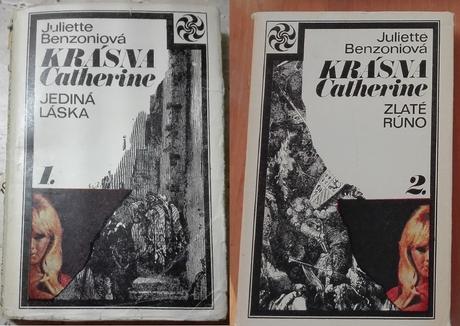 Juliette
Benzoniová
KRÁSNA
Catherine
JEDINÁ
LÁSKA
1.
Juliette
Benzoniová
KRÁSNA
Catherine
ZLATÉ
RÚNO
2.